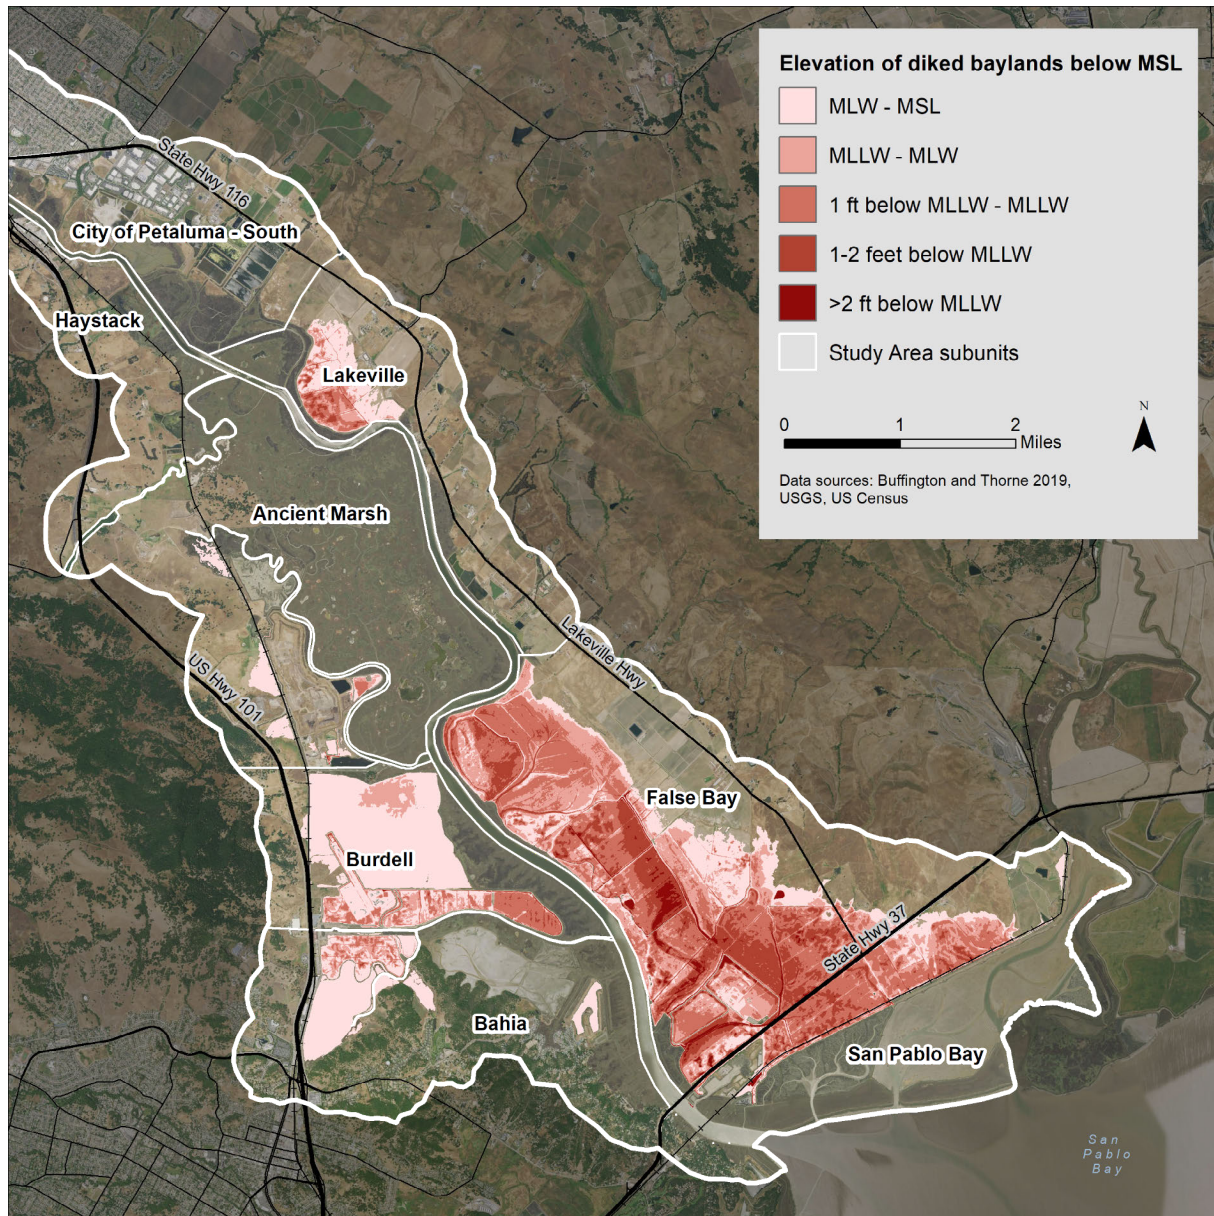 Elevation of diked baylands below MSL
MLW - MSL
MLLW - MLW
1 ft below MLLW - MLLW
1-2 feet below MLLW
>2 ft below MLLW
Study Area subunits
0 1 2
Miles
N
Data sources: Buffington and Thorne 2019,
USGS, US Census
State Hwy 116
City of Petaluma - South
Haystack
Lakeville
Ancient Marsh
Lakeville Hwy
US Hwy 101
False Bay
Burdell
State Hwy 37
Bahia
San Pablo Bay
San
Pablo
Bay